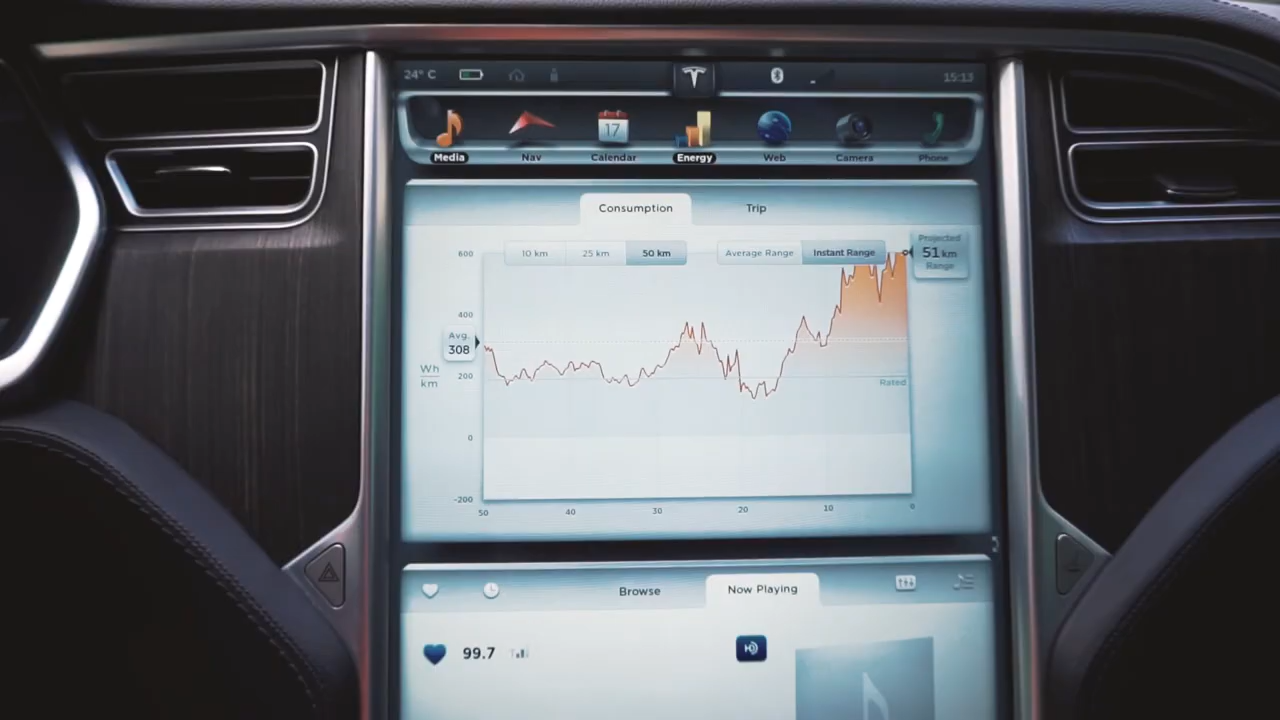 24° C 15:13
17
Media Nav Calendar Energy Web Camera Phone
Consumption Trip
10 km 25 km 50 km Average Range Instant Range
Projected
51 km
Range
600
400
Avg.
308
Wh
km
200
Rated
0
-200
50 40 30 20 10 0
Browse Now Playing
99.7